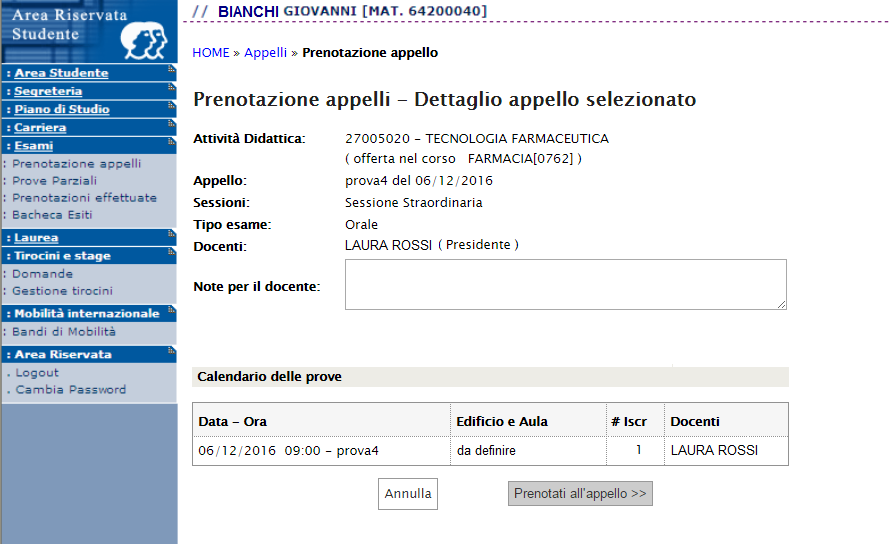 Area Riservata
Studente
: Area Studente
: Segreteria
: Piano di Studio
: Carriera
: Esami
: Prenotazione appelli
: Prove Parziali
: Prenotazioni effettuate
: Bacheca Esiti
: Laurea
: Tirocini e stage
: Domande
: Gestione tirocini
: Mobilità internazionale
: Bandi di Mobilità
: Area Riservata
. Logout
. Cambia Password
// BIANCHI GIOVANNI [MAT. 64200040]
HOME » Appelli » Prenotazione appello
Prenotazione appelli - Dettaglio appello selezionato
Attività Didattica: 27005020 - TECNOLOGIA FARMACEUTICA
( offerta nel corso FARMACIA[0762] )
Appello: prova4 del 06/12/2016
Sessioni: Sessione Straordinaria
Tipo esame: Orale
Docenti: LAURA ROSSI ( Presidente )
Note per il docente:
Calendario delle prove
Data - Ora Edificio e Aula # Iscr Docenti
06/12/2016 09:00 - prova4 da definire 1 LAURA ROSSI
Annulla Prenotati all'appello >>